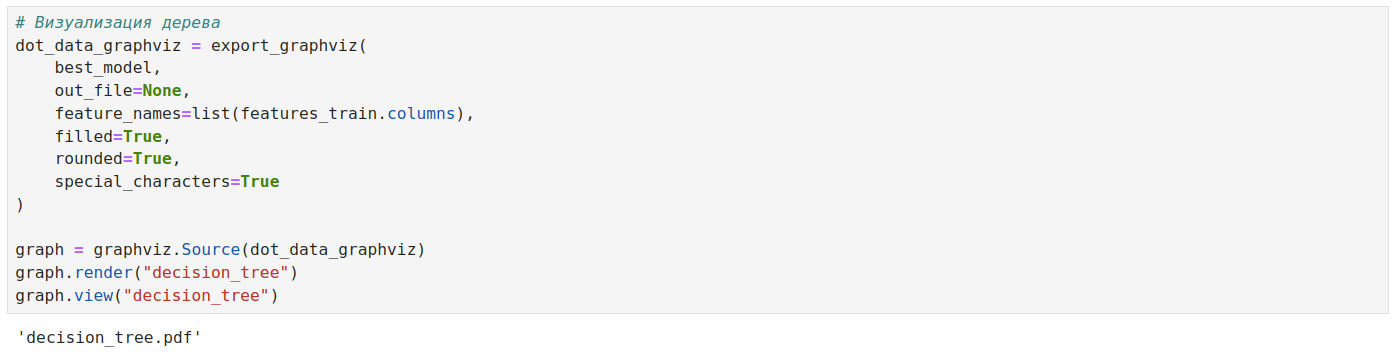 # Визуализация дерева
dot_data_graphviz = export_graphviz(
    best_model,
    out_file=None,
    feature_names=list(features_train.columns),
    filled=True,
    rounded=True,
    special_characters=True
)
graph = graphviz.Source(dot_data_graphviz)
graph.render("decision_tree")
graph.view("decision_tree")
'decision_tree.pdf'